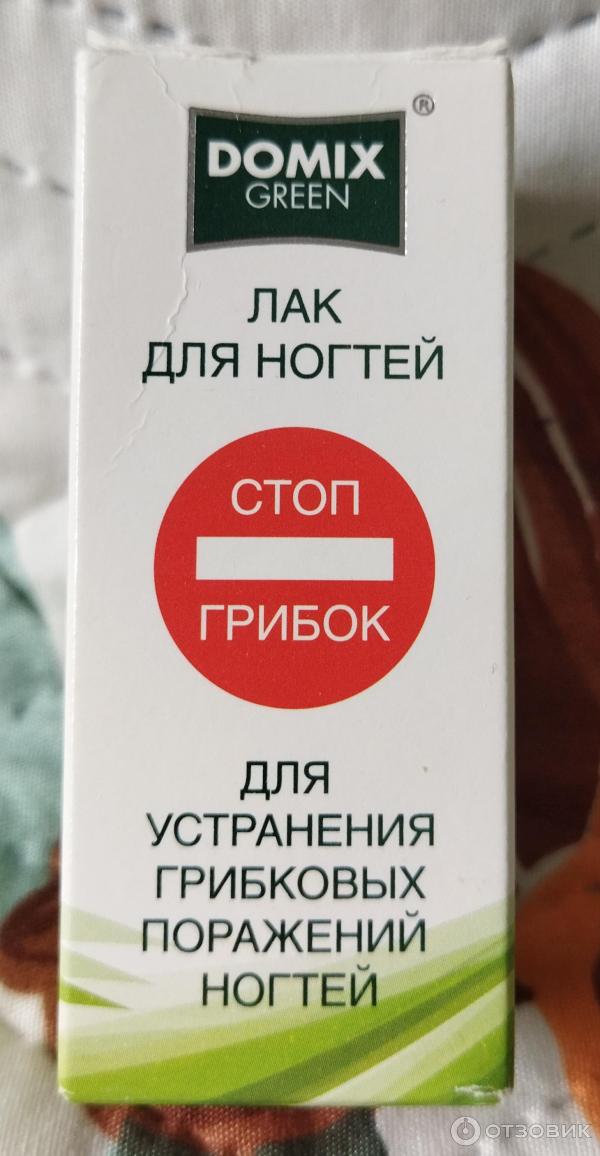 DOMIX
GREEN
®
ЛАК
ДЛЯ НОГТЕЙ
СТОП
ГРИБОК
ДЛЯ
УСТРАНЕНИЯ
ГРИБКОВЫХ
ПОРАЖЕНИЙ
НОГТЕЙ
ОТЗОВИК